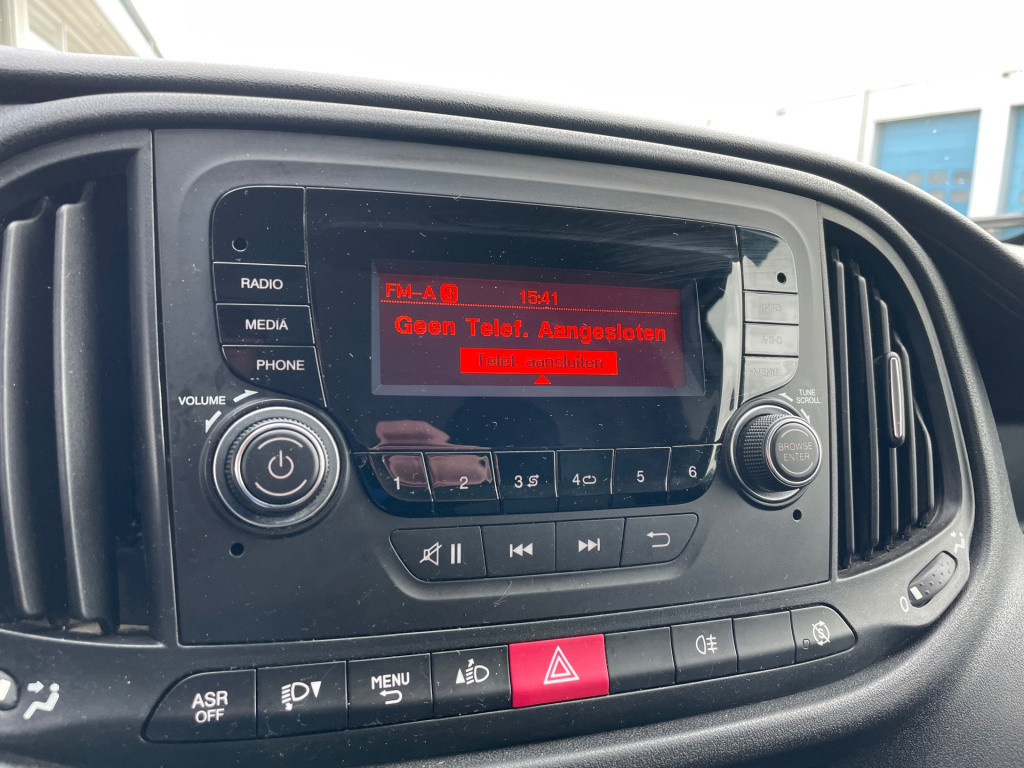 RADIO
MEDIA
PHONE
FM-A 15:41
Geen Telef. Aangesloten
Telef. aansluiten
VOLUME
TUNE
SCROLL
BROWSE
ENTER
1 2 3 4 5 6
ASR
OFF
MENU
0